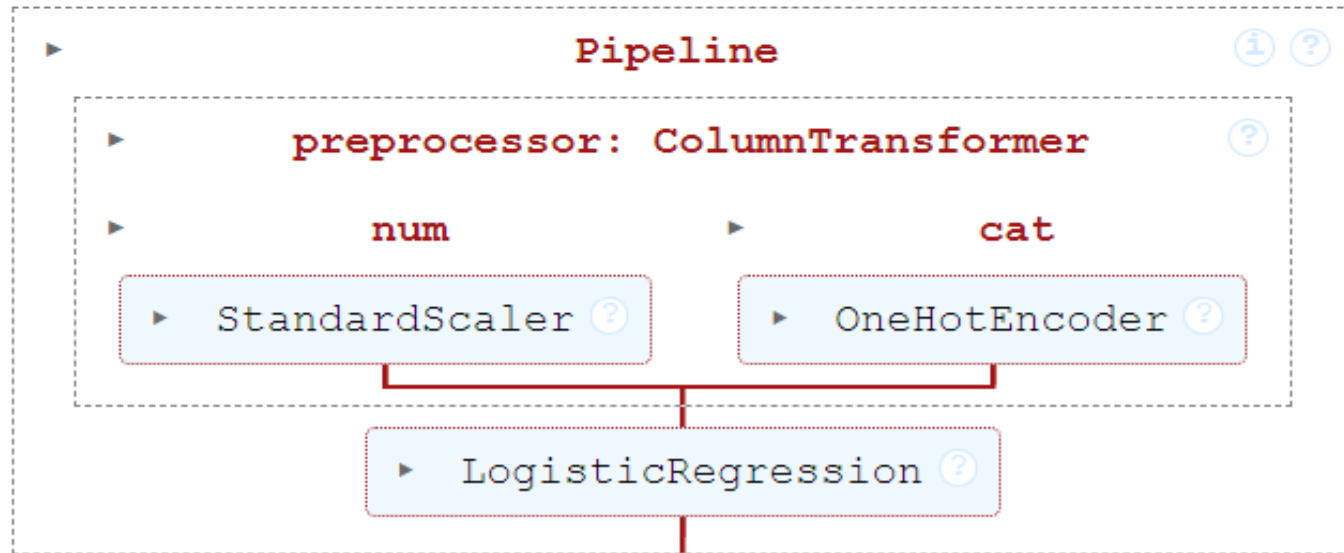 Pipeline i ?
preprocessor: ColumnTransformer ?
num cat
StandardScaler ? OneHotEncoder ?
LogisticRegression ?